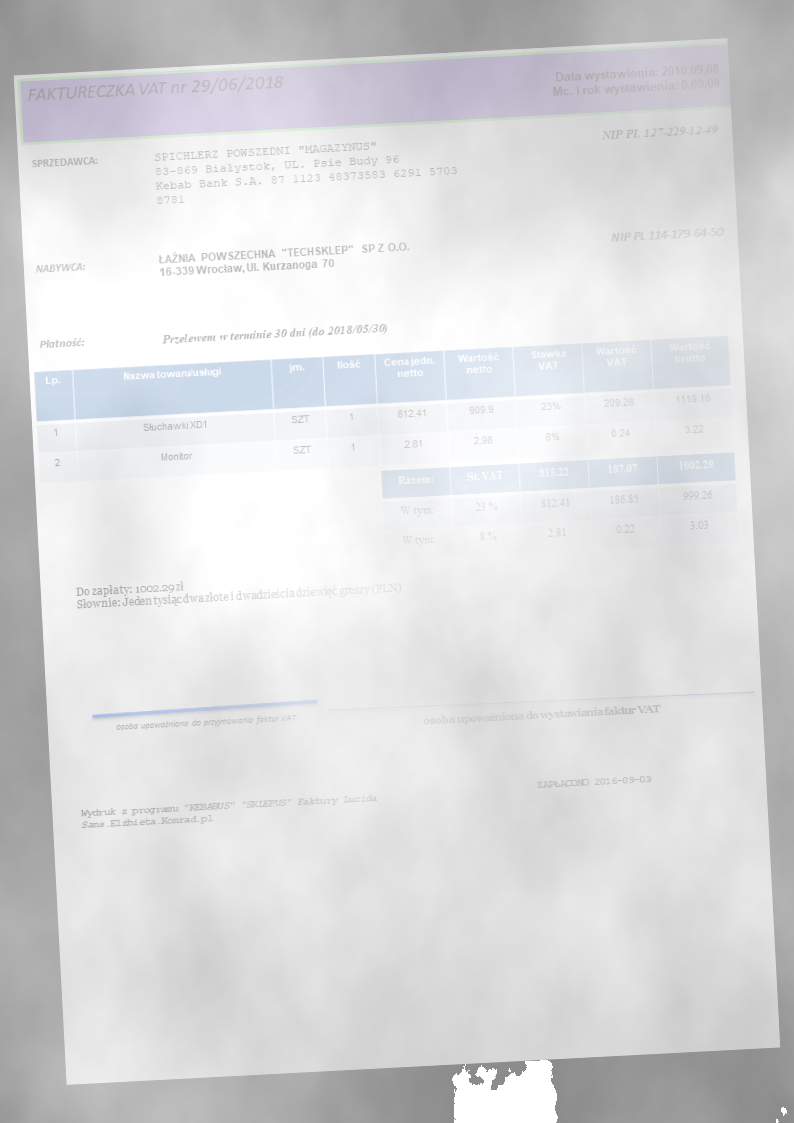 FAKTURECZKA VAT nr 29/06/2018
Data wystawienia: 2010.09.08
Mc. i rok wystawienia: 0.09.08
SPRZEDAWCA:
SPICHLERZ POWSZEDNI "MAGAZYNUS"
83-869 Białystok, UL. Psie Budy 96
Kebab Bank S.A. 87 1123 48373583 6291 5703
8781
NIP PL 127-229-12-49
NABYWCA:
ŁAŹNIA POWSZECHNA "TECHSKLEP" SP Z O.O.
16-339 Wrocław, Ul. Kurzanoga 70
NIP PL 114-179-64-50
Płatność:
Przelewem w terminie 30 dni (do 2018/05/30)
Lp. Nazwa towaru/usługi jm. Ilość Cena jedn. netto Wartość netto Stawka VAT Wartość VAT Wartość brutto
1 Słuchawki XD1 SZT 1 812.41 909.9 23% 209.28 1119.18
2 Monitor SZT 1 2.81 2.98 8% 0.24 3.22
Razem: St. VAT 815.22 187.07 1002.29
W tym: 23 % 812.41 186.85 999.26
W tym: 8 % 2.81 0.22 3.03
Do zapłaty: 1002.29 zł
Słownie: Jeden tysiąc dwa złote i dwadzieścia dziewięć groszy (PLN)
osoba upoważniona do przyjmowania faktur VAT
osoba upoważniona do wystawiania faktur VAT
ZAPŁACONO 2016-09-03
Wydruk z programu "KEBABUS" "SKLEPUS" Faktury Lucida
Sans.Elżbieta.Konrad.pl